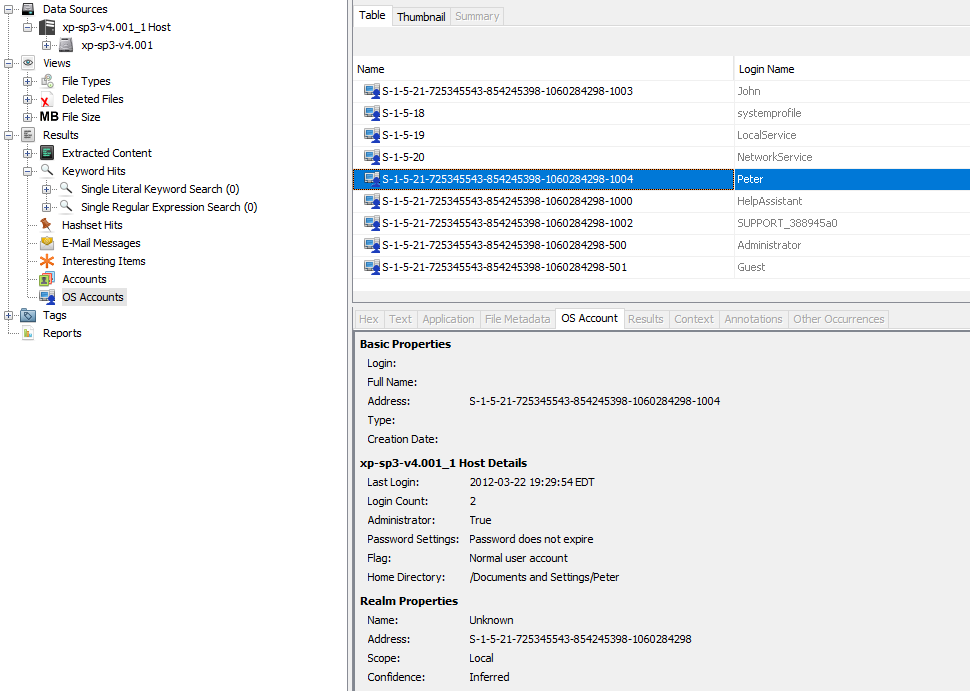 Data Sources
xp-sp3-v4.001_1 Host
xp-sp3-v4.001
Views
File Types
Deleted Files
MB File Size
Results
Extracted Content
Keyword Hits
Single Literal Keyword Search (0)
Single Regular Expression Search (0)
Hashset Hits
E-Mail Messages
Interesting Items
Accounts
OS Accounts
Tags
Reports
Table Thumbnail Summary
Name Login Name
S-1-5-21-725345543-854245398-1060284298-1003 John
S-1-5-18 systemprofile
S-1-5-19 LocalService
S-1-5-20 NetworkService
S-1-5-21-725345543-854245398-1060284298-1004 Peter
S-1-5-21-725345543-854245398-1060284298-1000 HelpAssistant
S-1-5-21-725345543-854245398-1060284298-1002 SUPPORT_388945a0
S-1-5-21-725345543-854245398-1060284298-500 Administrator
S-1-5-21-725345543-854245398-1060284298-501 Guest
Hex Text Application File Metadata OS Account Results Context Annotations Other Occurrences
Basic Properties
Login:
Full Name:
Address: S-1-5-21-725345543-854245398-1060284298-1004
Type:
Creation Date:
xp-sp3-v4.001_1 Host Details
Last Login: 2012-03-22 19:29:54 EDT
Login Count: 2
Administrator: True
Password Settings: Password does not expire
Flag: Normal user account
Home Directory: /Documents and Settings/Peter
Realm Properties
Name: Unknown
Address: S-1-5-21-725345543-854245398-1060284298
Scope: Local
Confidence: Inferred